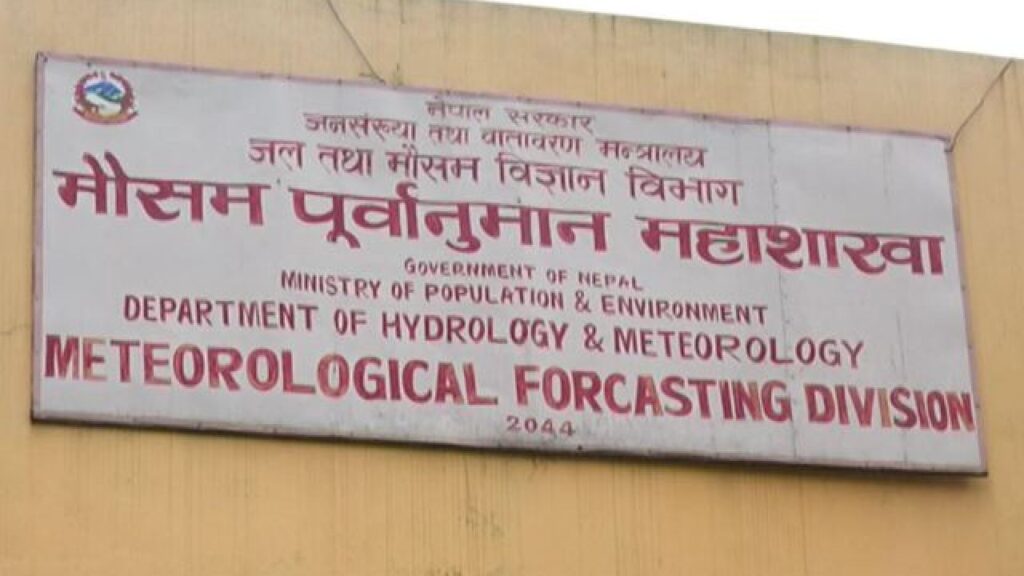 नेपाल सरकार
जनसंख्या तथा वातावरण मन्त्रालय
जल तथा मौसम विज्ञान विभाग
मौसम पूर्वानुमान महाशाखा
GOVERNMENT OF NEPAL
MINISTRY OF POPULATION & ENVIRONMENT
DEPARTMENT OF HYDROLOGY & METEOROLOGY
METEOROLOGICAL FORCASTING DIVISION
2044